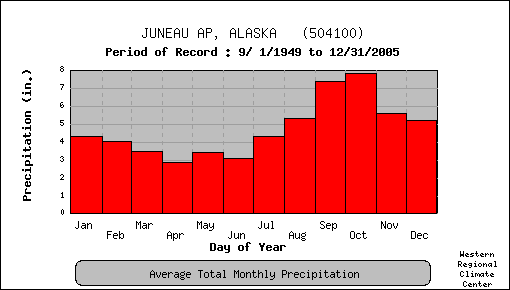 JUNEAU AP, ALASKA (504100)
Period of Record : 9/ 1/1949 to 12/31/2005
Precipitation (in.)
8
7
6
5
4
3
2
1
0
Jan Feb Mar Apr May Jun Jul Aug Sep Oct Nov Dec
Day of Year
Average Total Monthly Precipitation
Western
Regional
Climate
Center